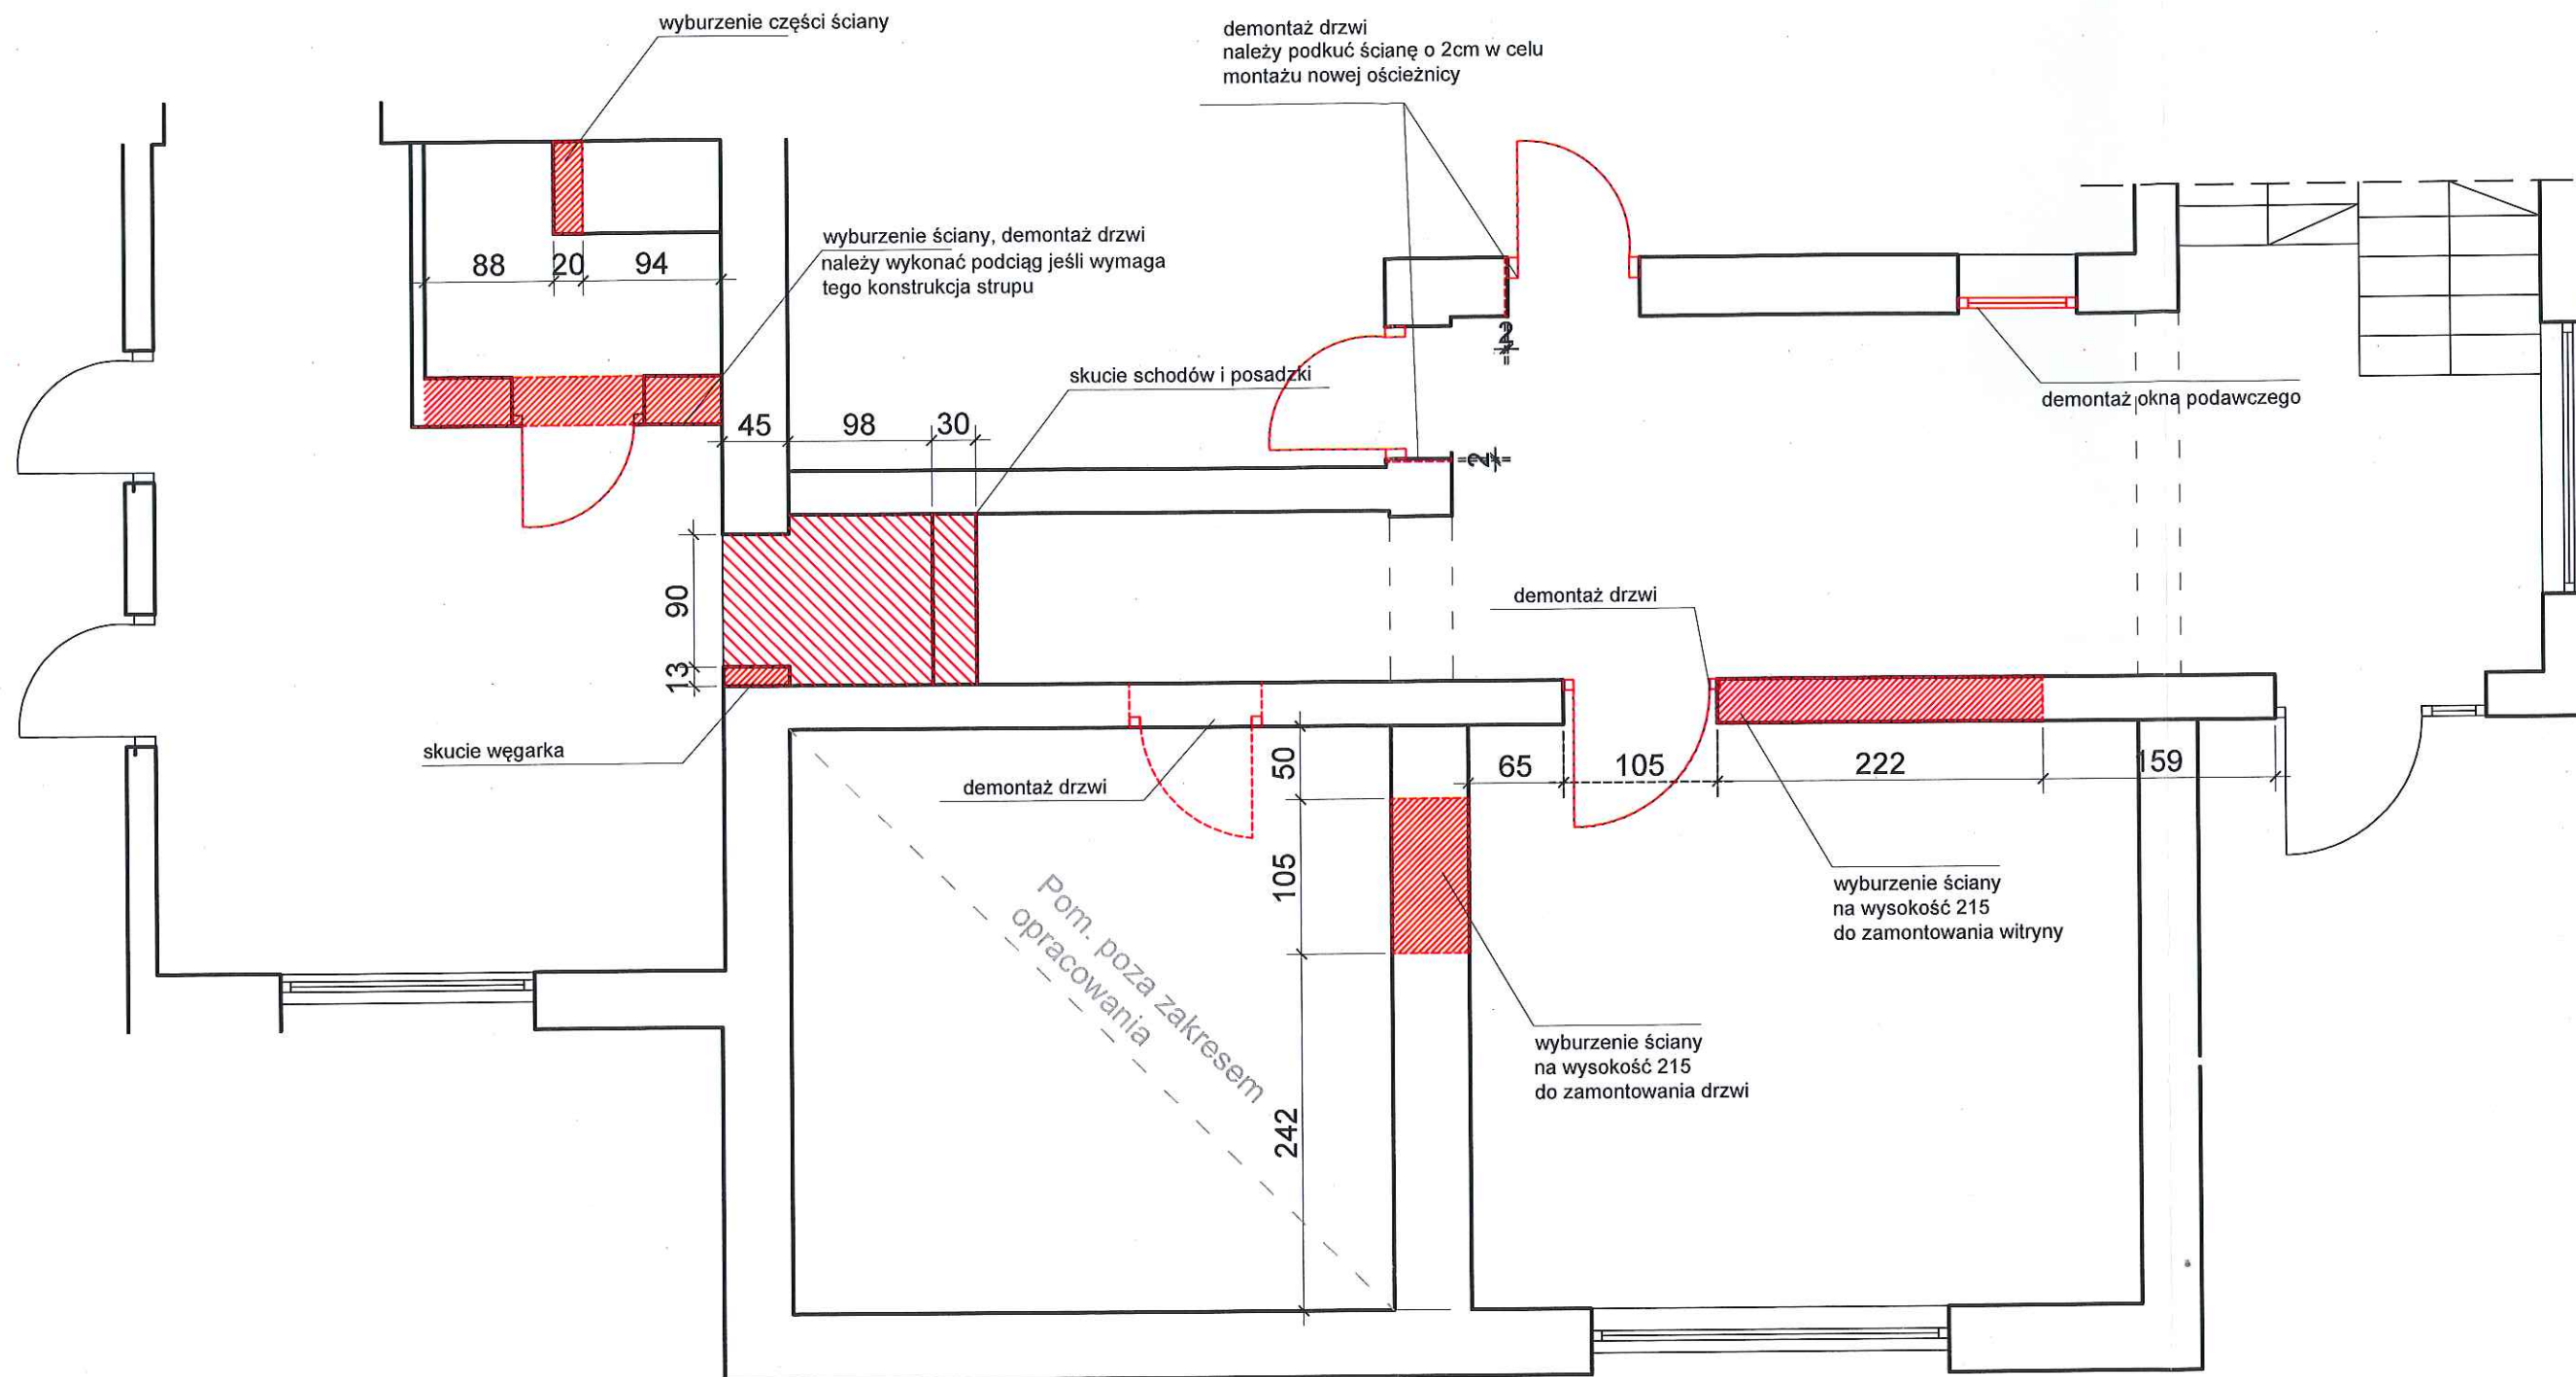 wyburzenie części ściany
demontaż drzwi
należy podkuć ścianę o 2cm w celu
montażu nowej ościeżnicy
wyburzenie ściany, demontaż drzwi
należy wykonać podciąg jeśli wymaga
tego konstrukcja strupu
88 20 94
2
skucie schodów i posadzki
demontaż okna podawczego
45 98 30
2
90
13
demontaż drzwi
skucie węgarka
demontaż drzwi
50
105
242
65 105 222 159
Pom. poza zakresem
opracowania
wyburzenie ściany
na wysokość 215
do zamontowania witryny
wyburzenie ściany
na wysokość 215
do zamontowania drzwi